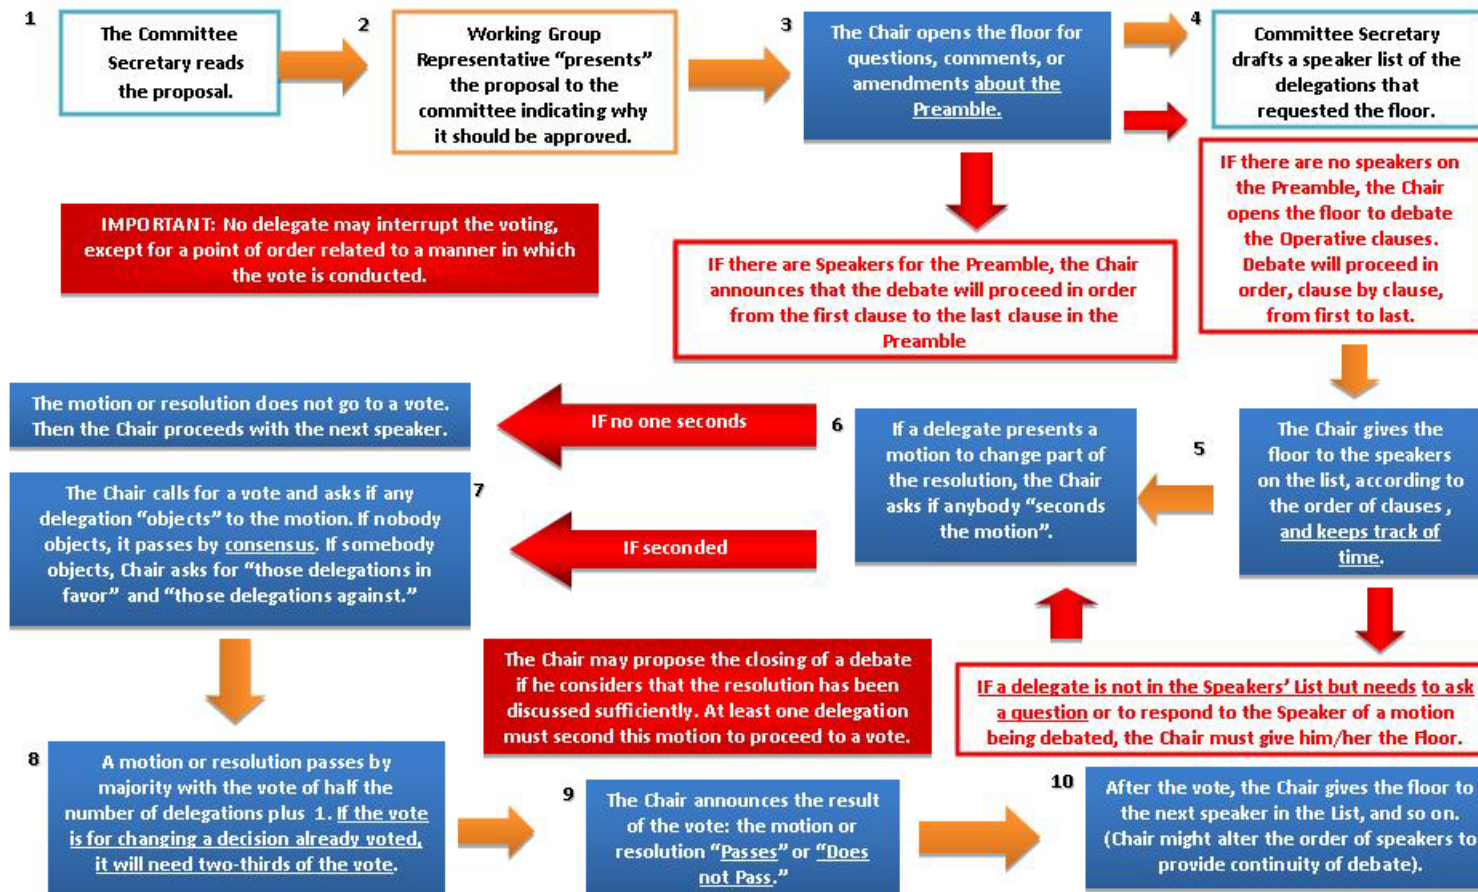 1
The Committee
Secretary reads
the proposal.
2
Working Group
Representative “presents”
the proposal to the
committee indicating why
it should be approved.
3
The Chair opens the floor for
questions, comments, or
amendments about the
Preamble.
4
Committee Secretary
drafts a speaker list of the
delegations that
requested the floor.
IF there are no speakers on
the Preamble, the Chair
opens the floor to debate
the Operative clauses.
Debate will proceed in
order, clause by clause,
from first to last.
IMPORTANT: No delegate may interrupt the voting,
except for a point of order related to a manner in which
the vote is conducted.
IF there are Speakers for the Preamble, the Chair
announces that the debate will proceed in order
from the first clause to the last clause in the
Preamble
5
The Chair gives the
floor to the speakers
on the list, according to
the order of clauses ,
and keeps track of
time.
6
If a delegate presents a
motion to change part of
the resolution, the Chair
asks if anybody “seconds
the motion”.
IF no one seconds
The motion or resolution does not go to a vote.
Then the Chair proceeds with the next speaker.
IF seconded
7
The Chair calls for a vote and asks if any
delegation “objects” to the motion. If nobody
objects, it passes by consensus. If somebody
objects, Chair asks for “those delegations in
favor” and “those delegations against.”
The Chair may propose the closing of a debate
if he considers that the resolution has been
discussed sufficiently. At least one delegation
must second this motion to proceed to a vote.
IF a delegate is not in the Speakers’ List but needs to ask
a question or to respond to the Speaker of a motion
being debated, the Chair must give him/her the Floor.
8
A motion or resolution passes by
majority with the vote of half the
number of delegations plus 1. If the vote
is for changing a decision already voted,
it will need two-thirds of the vote.
9
The Chair announces the result
of the vote: the motion or
resolution “Passes” or “Does
not Pass.”
10
After the vote, the Chair gives the floor to
the next speaker in the List, and so on.
(Chair might alter the order of speakers to
provide continuity of debate).